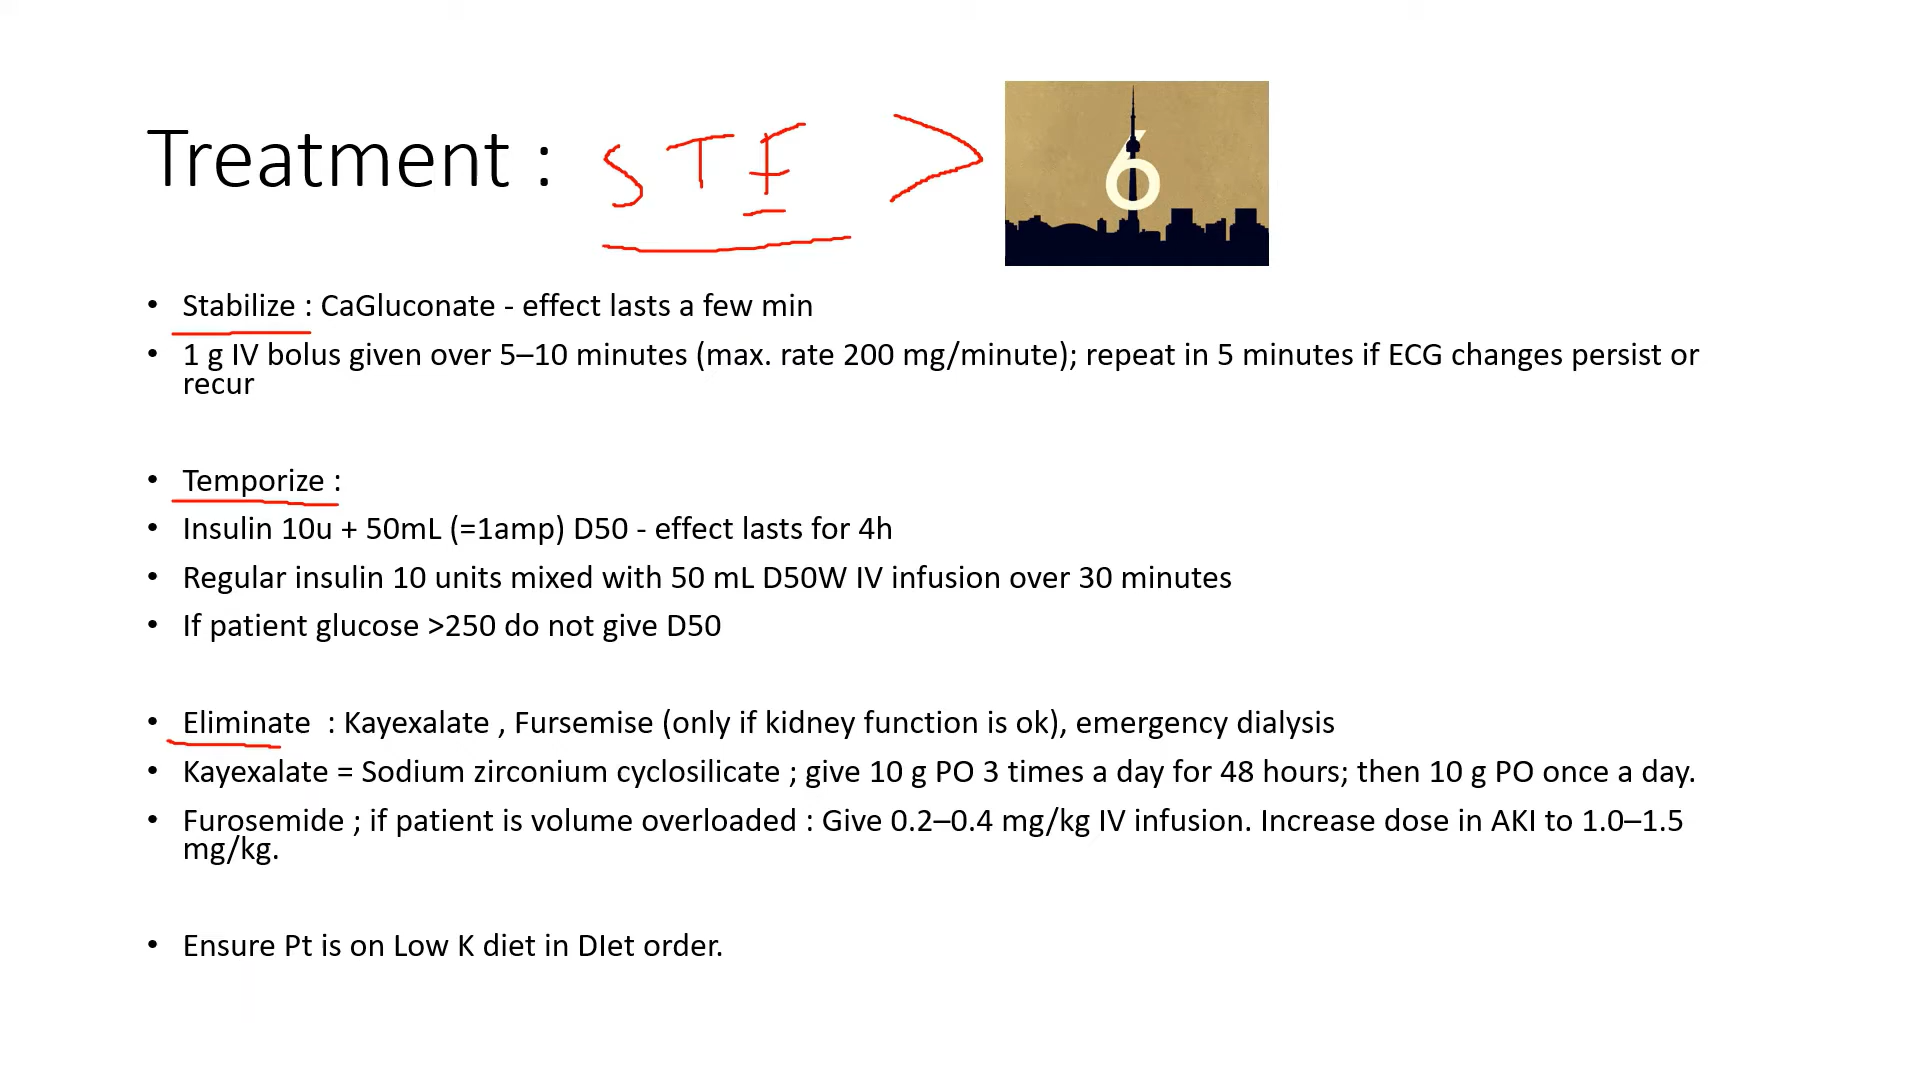 Treatment : STE >
6
• Stabilize : CaGluconate - effect lasts a few min
• 1 g IV bolus given over 5–10 minutes (max. rate 200 mg/minute); repeat in 5 minutes if ECG changes persist or
recur
• Temporize :
• Insulin 10u + 50mL (=1amp) D50 - effect lasts for 4h
• Regular insulin 10 units mixed with 50 mL D50W IV infusion over 30 minutes
• If patient glucose >250 do not give D50
• Eliminate : Kayexalate , Fursemise (only if kidney function is ok), emergency dialysis
• Kayexalate = Sodium zirconium cyclosilicate ; give 10 g PO 3 times a day for 48 hours; then 10 g PO once a day.
• Furosemide ; if patient is volume overloaded : Give 0.2–0.4 mg/kg IV infusion. Increase dose in AKI to 1.0–1.5
mg/kg.
• Ensure Pt is on Low K diet in DIet order.